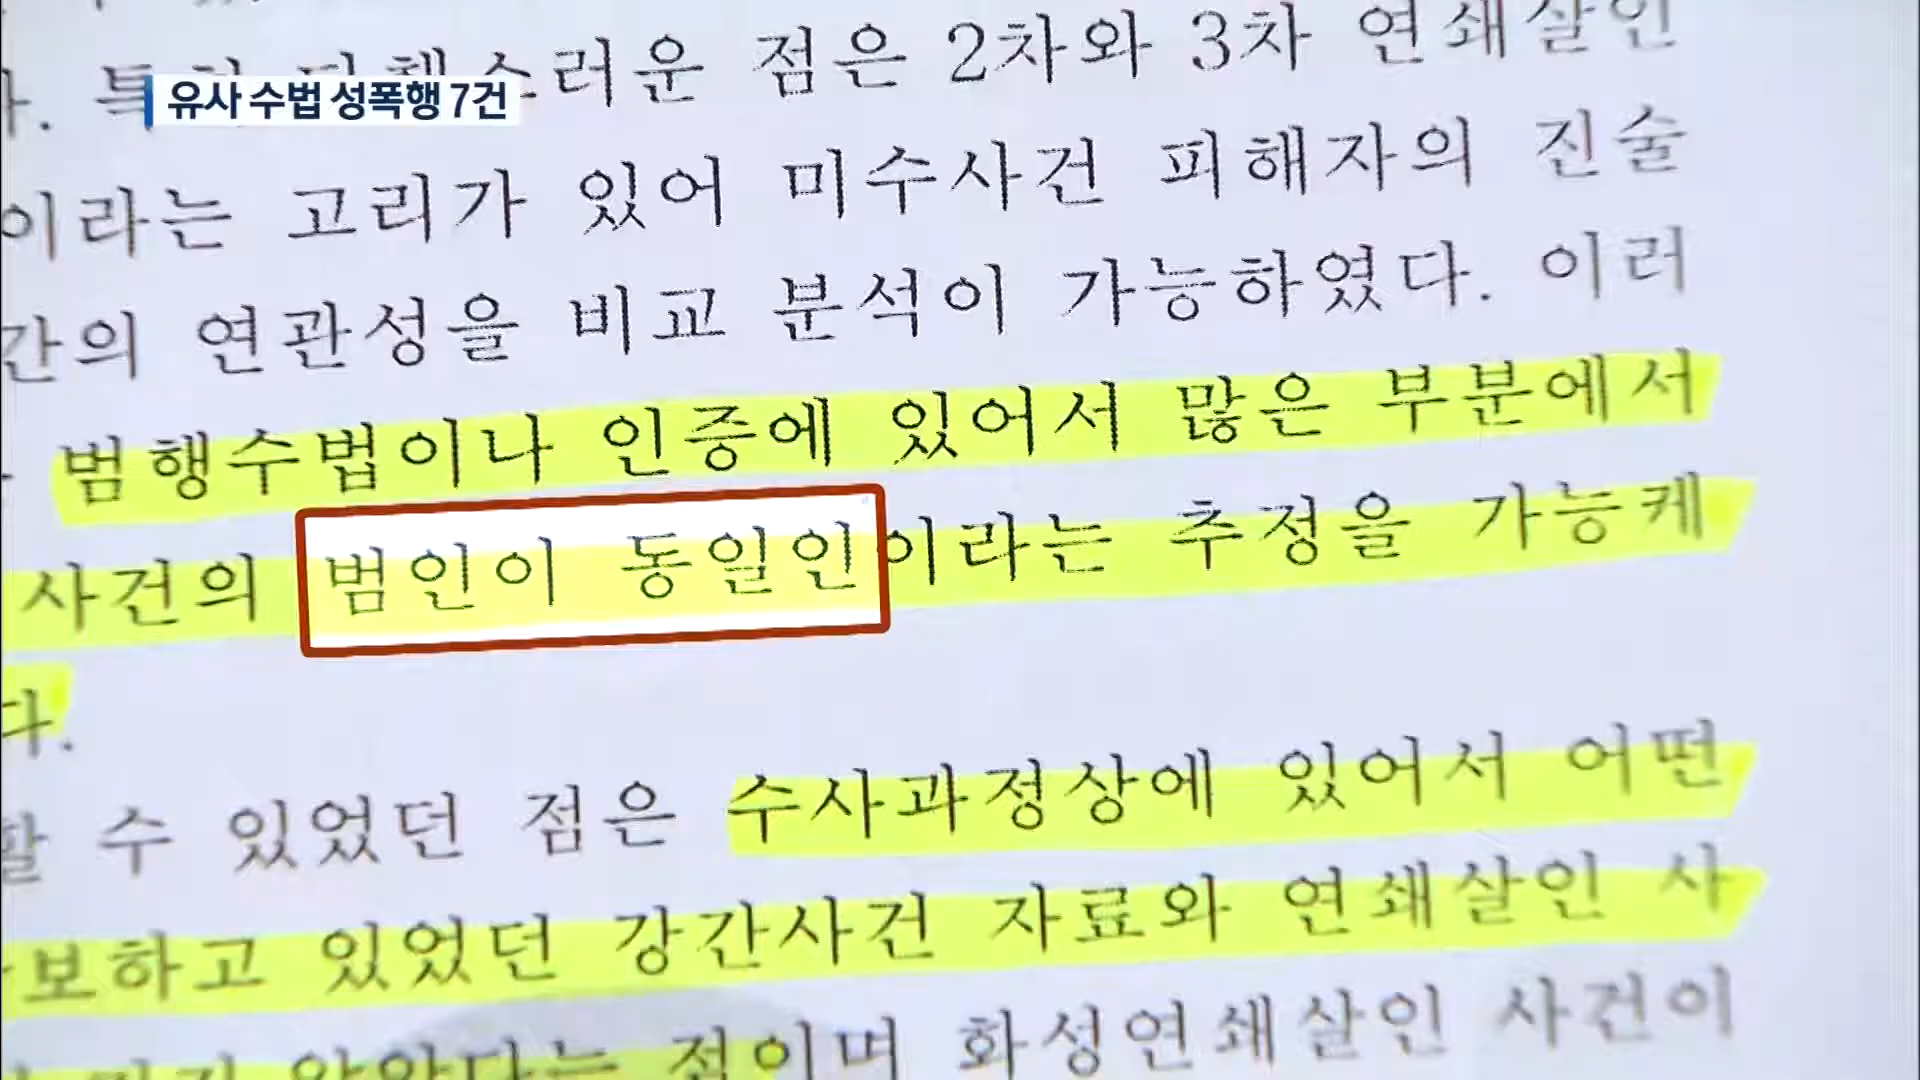 유사 수법 성폭행 7건
점은 2차와 3차 연쇄살인
이라는 고리가 있어 미수사건 피해자의 진술
간의 연관성을 비교 분석이 가능하였다. 이러
범행수법이나 인증에 있어서 많은 부분에서
사건의 범인이 동일인이라는 추정을 가능케
다.
할 수 있었던 점은 수사과정상에 있어서 어떤
보하고 있었던 강간사건 자료와 연쇄살인 사
점이며 화성연쇄살인 사건이